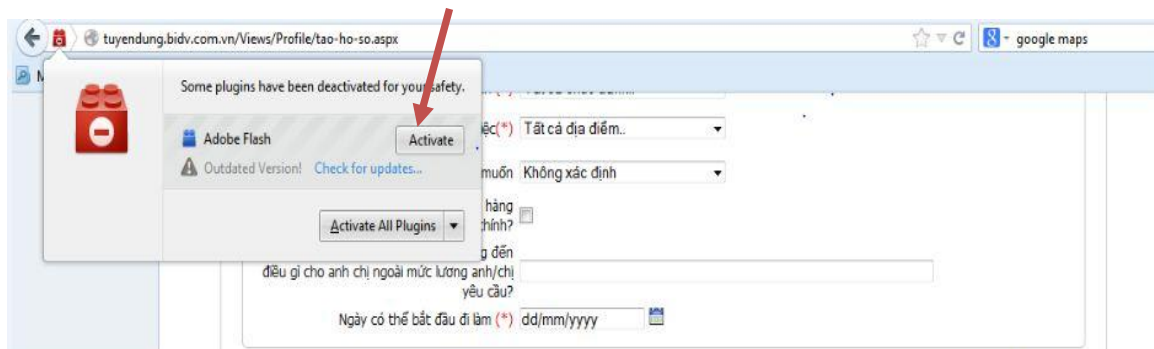 tuyendung.bidv.com.vn/Views/Profile/tao-ho-so.aspx
google maps
Some plugins have been deactivated for your safety.
Adobe Flash
Activate
Outdated Version! Check for updates...
Activate All Plugins
(*) Tất cả địa điểm..
muốn Không xác định
hàng
chính?
đến
điều gì cho anh chị ngoài mức lương anh/chị
yêu cầu?
Ngày có thể bắt đầu đi làm (*) dd/mm/yyyy